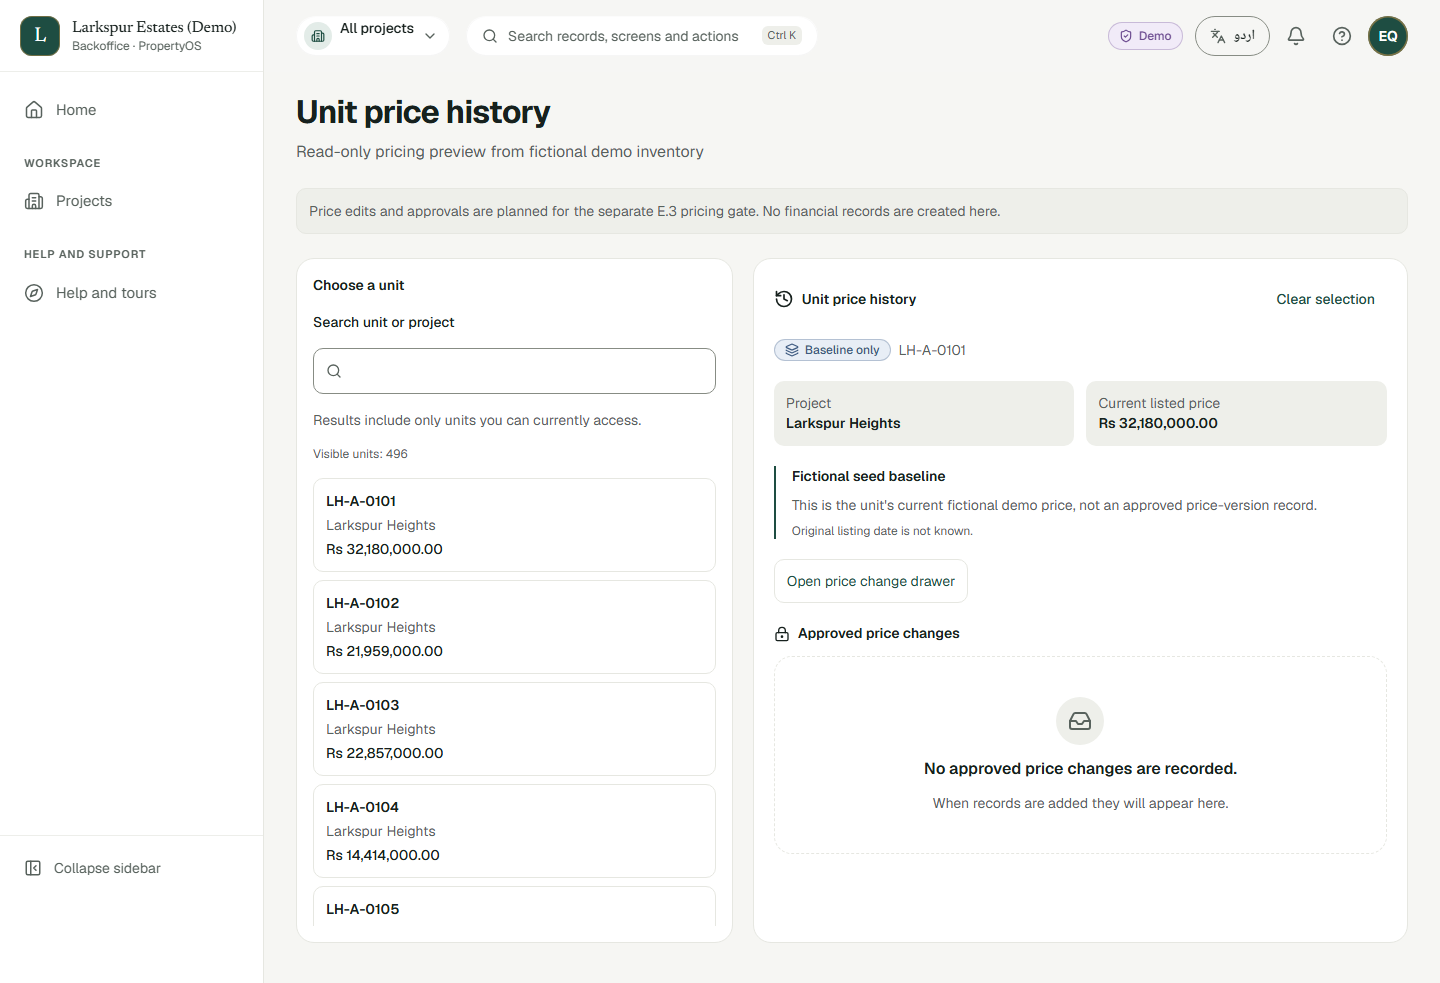 L
Larkspur Estates (Demo)
Backoffice · PropertyOS
Home
WORKSPACE
Projects
HELP AND SUPPORT
Help and tours
Collapse sidebar
All projects
Search records, screens and actions
Ctrl K
Demo
اردو
EQ
Unit price history
Read-only pricing preview from fictional demo inventory
Price edits and approvals are planned for the separate E.3 pricing gate. No financial records are created here.
Choose a unit
Search unit or project
Results include only units you can currently access.
Visible units: 496
LH-A-0101
Larkspur Heights
Rs 32,180,000.00
LH-A-0102
Larkspur Heights
Rs 21,959,000.00
LH-A-0103
Larkspur Heights
Rs 22,857,000.00
LH-A-0104
Larkspur Heights
Rs 14,414,000.00
LH-A-0105
Unit price history
Clear selection
Baseline only
LH-A-0101
Project
Larkspur Heights
Current listed price
Rs 32,180,000.00
Fictional seed baseline
This is the unit's current fictional demo price, not an approved price-version record.
Original listing date is not known.
Open price change drawer
Approved price changes
No approved price changes are recorded.
When records are added they will appear here.